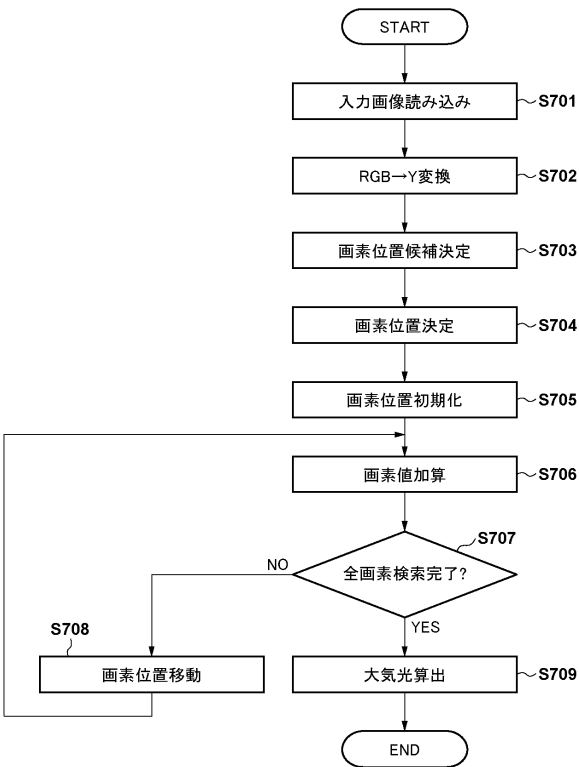 START
入力画像読み込み
S701
RGB→Y変換
S702
画素位置候補決定
S703
画素位置決定
S704
画素位置初期化
S705
画素値加算
S706
S707
全画素検索完了?
NO
YES
S708
画素位置移動
大気光算出
S709
END